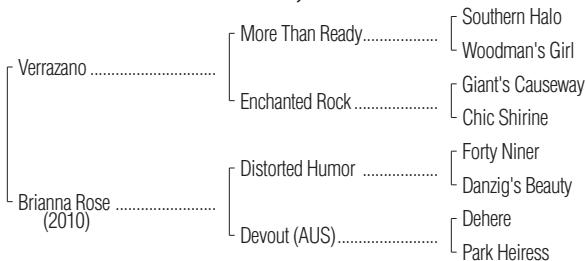 Southern Halo
More Than Ready..................
Woodman's Girl
Verrazano ..............................
Giant's Causeway
Enchanted Rock ....................
Chic Shirine
Forty Niner
Distorted Humor ..................
Danzig's Beauty
Brianna Rose ........................
(2010)
Dehere
Devout (AUS)........................
Park Heiress